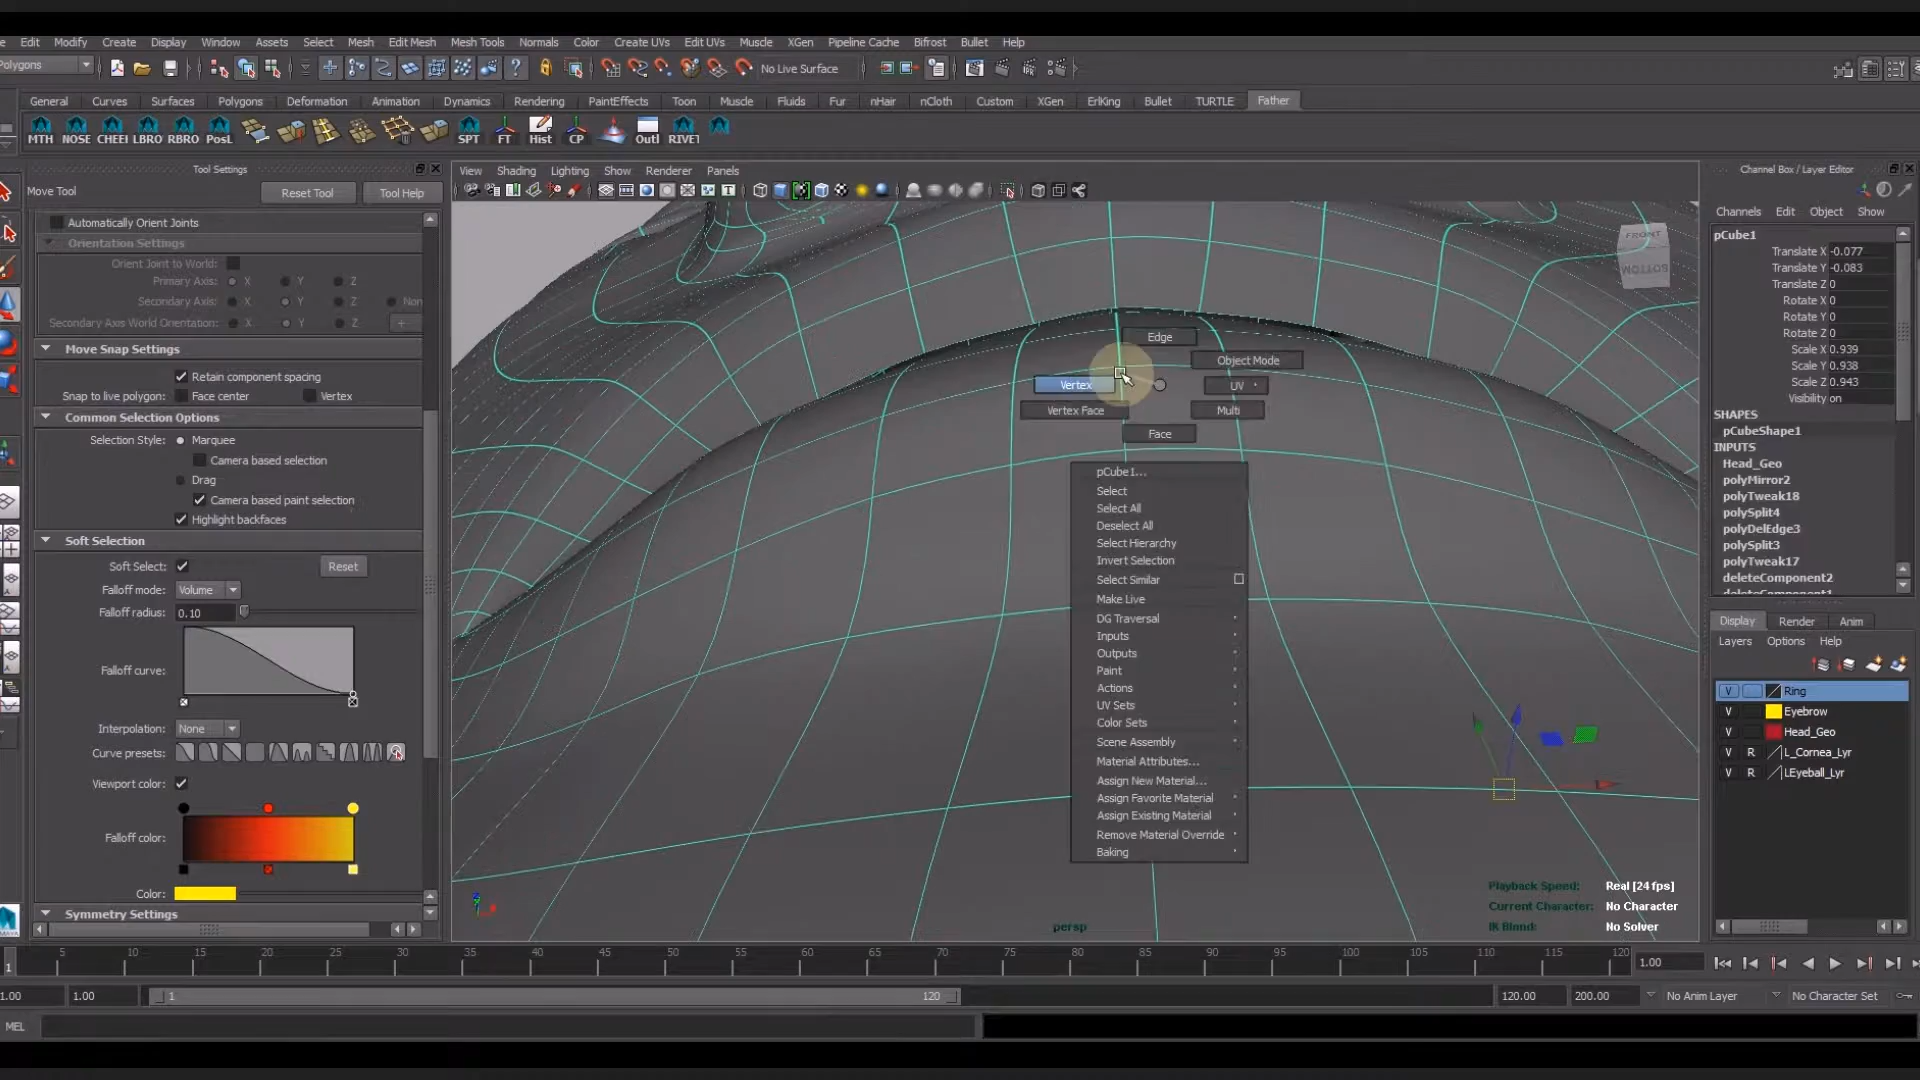 Edit Modify Create Display Window Assets Select Mesh Edit Mesh Mesh Tools Normals Color Create UVs Edit UVs Muscle XGen Pipeline Cache Bifrost Bullet Help
Polygons
No Live Surface
General Curves Surfaces Polygons Deformation Animation Dynamics Rendering PaintEffects Toon Muscle Fluids Fur nHair nCloth Custom XGen ErlKing Bullet TURTLE Father
MTH NOSE CHEEI LBRO RBRO PosL SPT FT Hist CP Outl RIVET
Tool Settings
Move Tool Reset Tool Tool Help
Automatically Orient Joints
Orientation Settings
Orient Joint to World:
Primary Axis: X Y Z
Secondary Axis: X Y Z Non
Secondary Axis World Orientation: X Y Z +
Move Snap Settings
Retain component spacing
Snap to live polygon: Face center Vertex
Common Selection Options
Selection Style: Marquee
Camera based selection
Drag
Camera based paint selection
Highlight backfaces
Soft Selection
Soft Select: Reset
Falloff mode: Volume
Falloff radius: 0.10
Falloff curve:
Interpolation: None
Curve presets:
Viewport color:
Falloff color:
Color:
Symmetry Settings
View Shading Lighting Show Renderer Panels
FRONT
BOTTOM
Edge
Object Mode
Vertex
UV
Vertex Face
Multi
Face
pCube1...
Select
Select All
Deselect All
Select Hierarchy
Invert Selection
Select Similar
Make Live
DG Traversal
Inputs
Outputs
Paint
Actions
UV Sets
Color Sets
Scene Assembly
Material Attributes...
Assign New Material...
Assign Favorite Material
Assign Existing Material
Remove Material Override
Baking
Playback Speed: Real [24 fps]
Current Character: No Character
IK Blend: No Solver
persp
Channel Box / Layer Editor
Channels Edit Object Show
pCube1
Translate X -0.077
Translate Y -0.083
Translate Z 0
Rotate X 0
Rotate Y 0
Rotate Z 0
Scale X 0.939
Scale Y 0.938
Scale Z 0.943
Visibility on
SHAPES
pCubeShape1
INPUTS
Head_Geo
polyMirror2
polyTweak18
polySplit4
polyDelEdge3
polySplit3
polyTweak17
deleteComponent2
deleteComponent1
Display Render Anim
Layers Options Help
V Ring
V Eyebrow
V Head_Geo
V R L_Cornea_Lyr
V R LEyeball_Lyr
1 5 10 15 20 25 30 35 40 45 50 55 60 65 70 75 80 85 90 95 100 105 110 115 120 1.00
1.00 1.00 1 120 120.00 200.00 No Anim Layer No Character Set
MEL